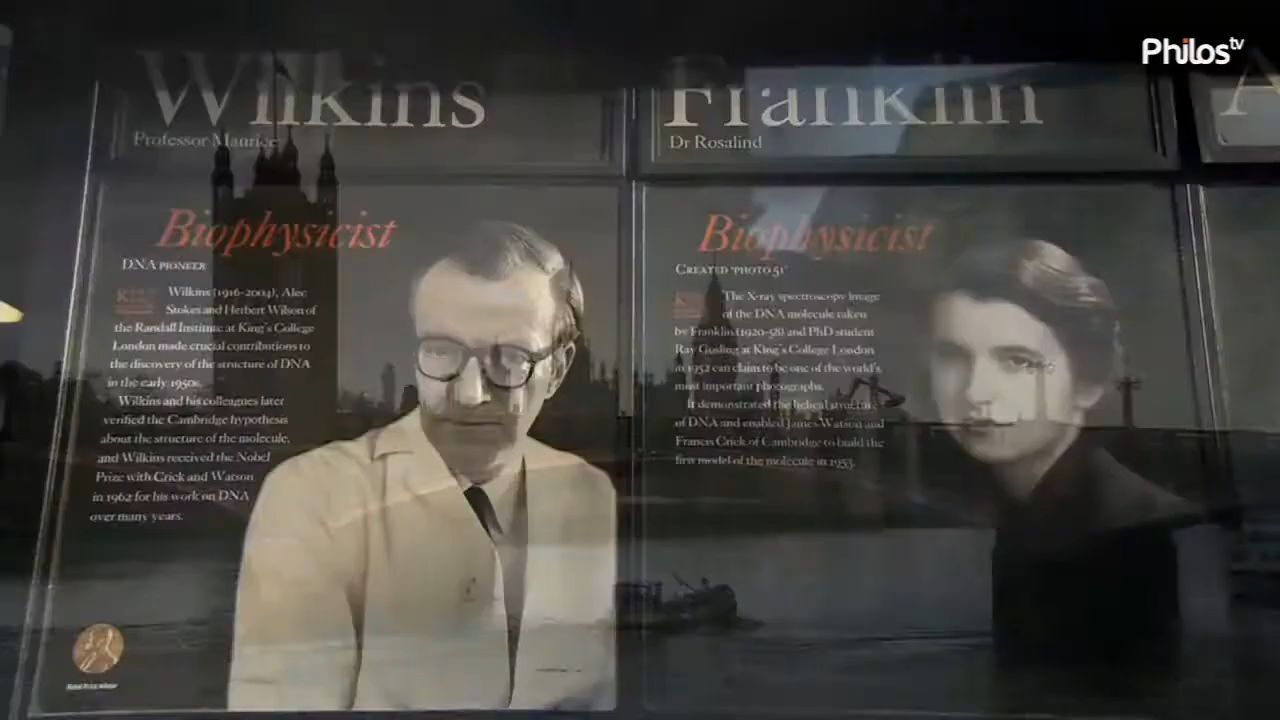 Philos tv
Wilkins
Professor Maurice
Biophysicist
DNA PIONEER
Wilkins (1916-2004), Alec
Stokes and Herbert Wilson of
the Randall Institute at King's College
London made crucial contributions to
the discovery of the structure of DNA
in the early 1950s.
Wilkins and his colleagues later
verified the Cambridge hypothesis
about the structure of the molecule,
and Wilkins received the Nobel
Prize with Crick and Watson
in 1962 for his work on DNA
over many years.
Nobel Prize Winner
Franklin
Dr Rosalind
Biophysicist
CREATED 'PHOTO 51'
The X-ray spectroscopy image
of the DNA molecule taken
by Franklin (1920-58) and PhD student
Ray Gosling at King's College London
in 1952 can claim to be one of the world's
most important photographs.
It demonstrated the helical structure
of DNA and enabled James Watson and
Francis Crick of Cambridge to build the
first model of the molecule in 1953.